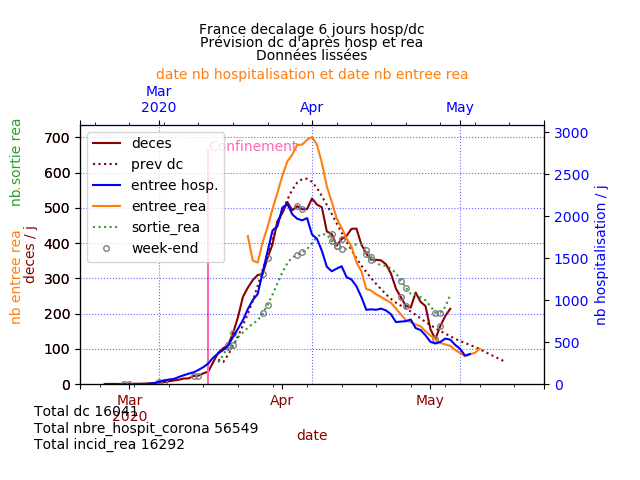 France decalage 6 jours hosp/dc
Prévision dc d'après hosp et rea
Données lissées
date nb hospitalisation et date nb entree rea
Mar
2020
Apr
May
700
600
500
400
300
200
100
0
3000
2500
2000
1500
1000
500
0
nb sortie rea
nb entree rea
deces / j
nb hospitalisation / j
Confinement
deces
prev dc
entree hosp.
entree_rea
sortie_rea
week-end
Mar
2020
Apr
May
date
Total dc 16041
Total nbre_hospit_corona 56549
Total incid_rea 16292